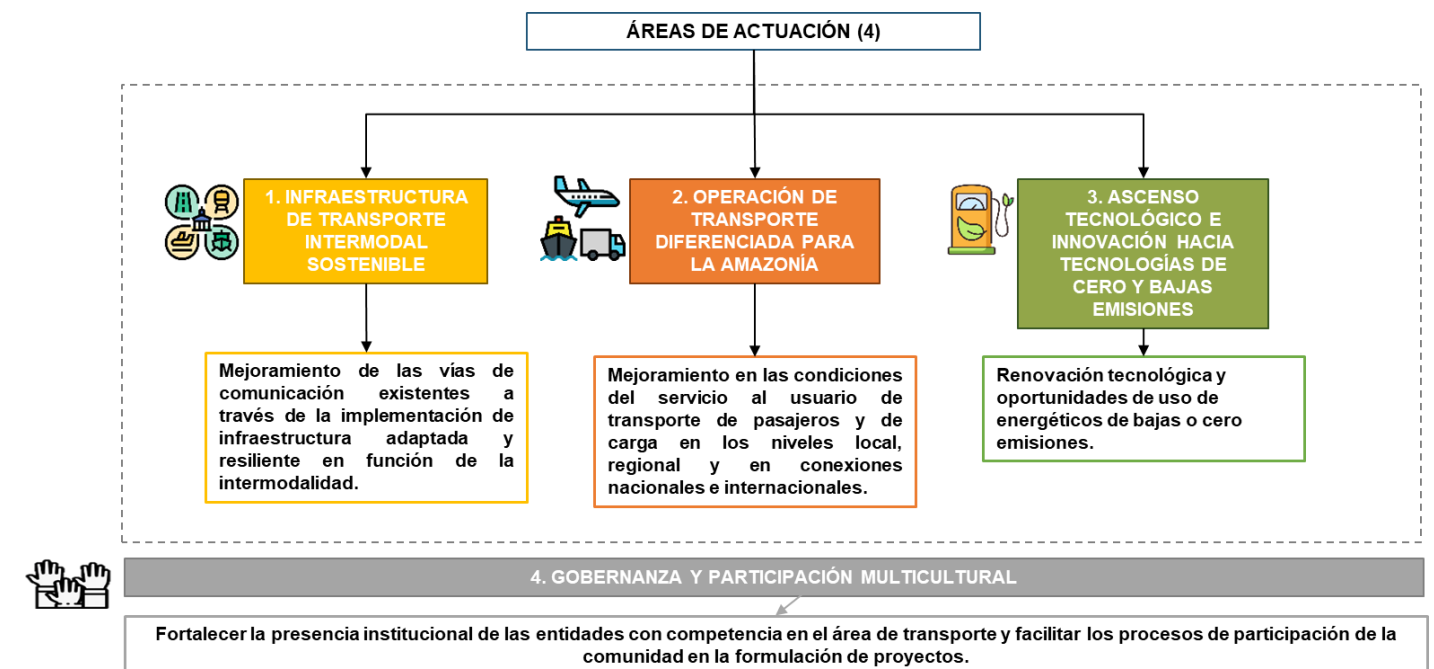 ÁREAS DE ACTUACIÓN (4)
1. INFRAESTRUCTURA
DE TRANSPORTE
INTERMODAL
SOSTENIBLE
2. OPERACIÓN DE
TRANSPORTE
DIFERENCIADA PARA
LA AMAZONÍA
3. ASCENSO
TECNOLÓGICO E
INNOVACIÓN HACIA
TECNOLOGÍAS DE
CERO Y BAJAS
EMISIONES
Mejoramiento de las vías de
comunicación existentes a
través de la implementación de
infraestructura adaptada y
resiliente en función de la
intermodalidad.
Mejoramiento en las condiciones
del servicio al usuario de
transporte de pasajeros y de
carga en los niveles local,
regional y en conexiones
nacionales e internacionales.
Renovación tecnológica y
oportunidades de uso de
energéticos de bajas o cero
emisiones.
4. GOBERNANZA Y PARTICIPACIÓN MULTICULTURAL
Fortalecer la presencia institucional de las entidades con competencia en el área de transporte y facilitar los procesos de participación de la
comunidad en la formulación de proyectos.